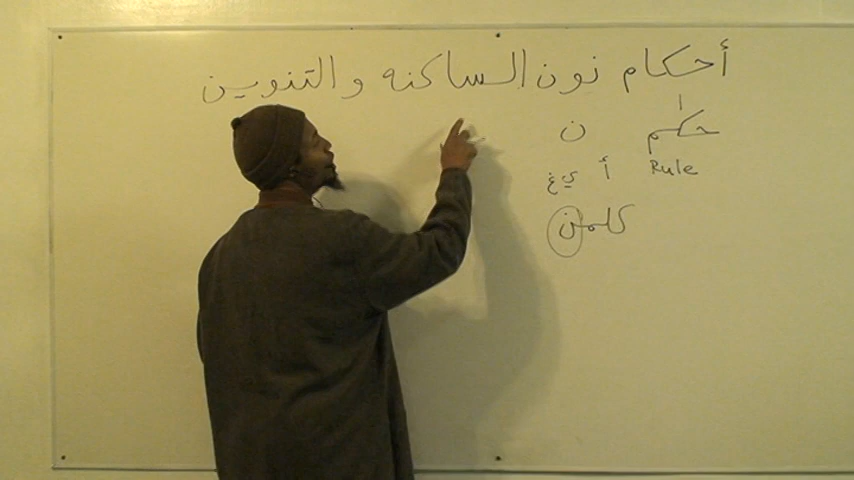 أحكام نون الساكنه والتنوين
حكم ن
Rule أ ي غ
كلمن